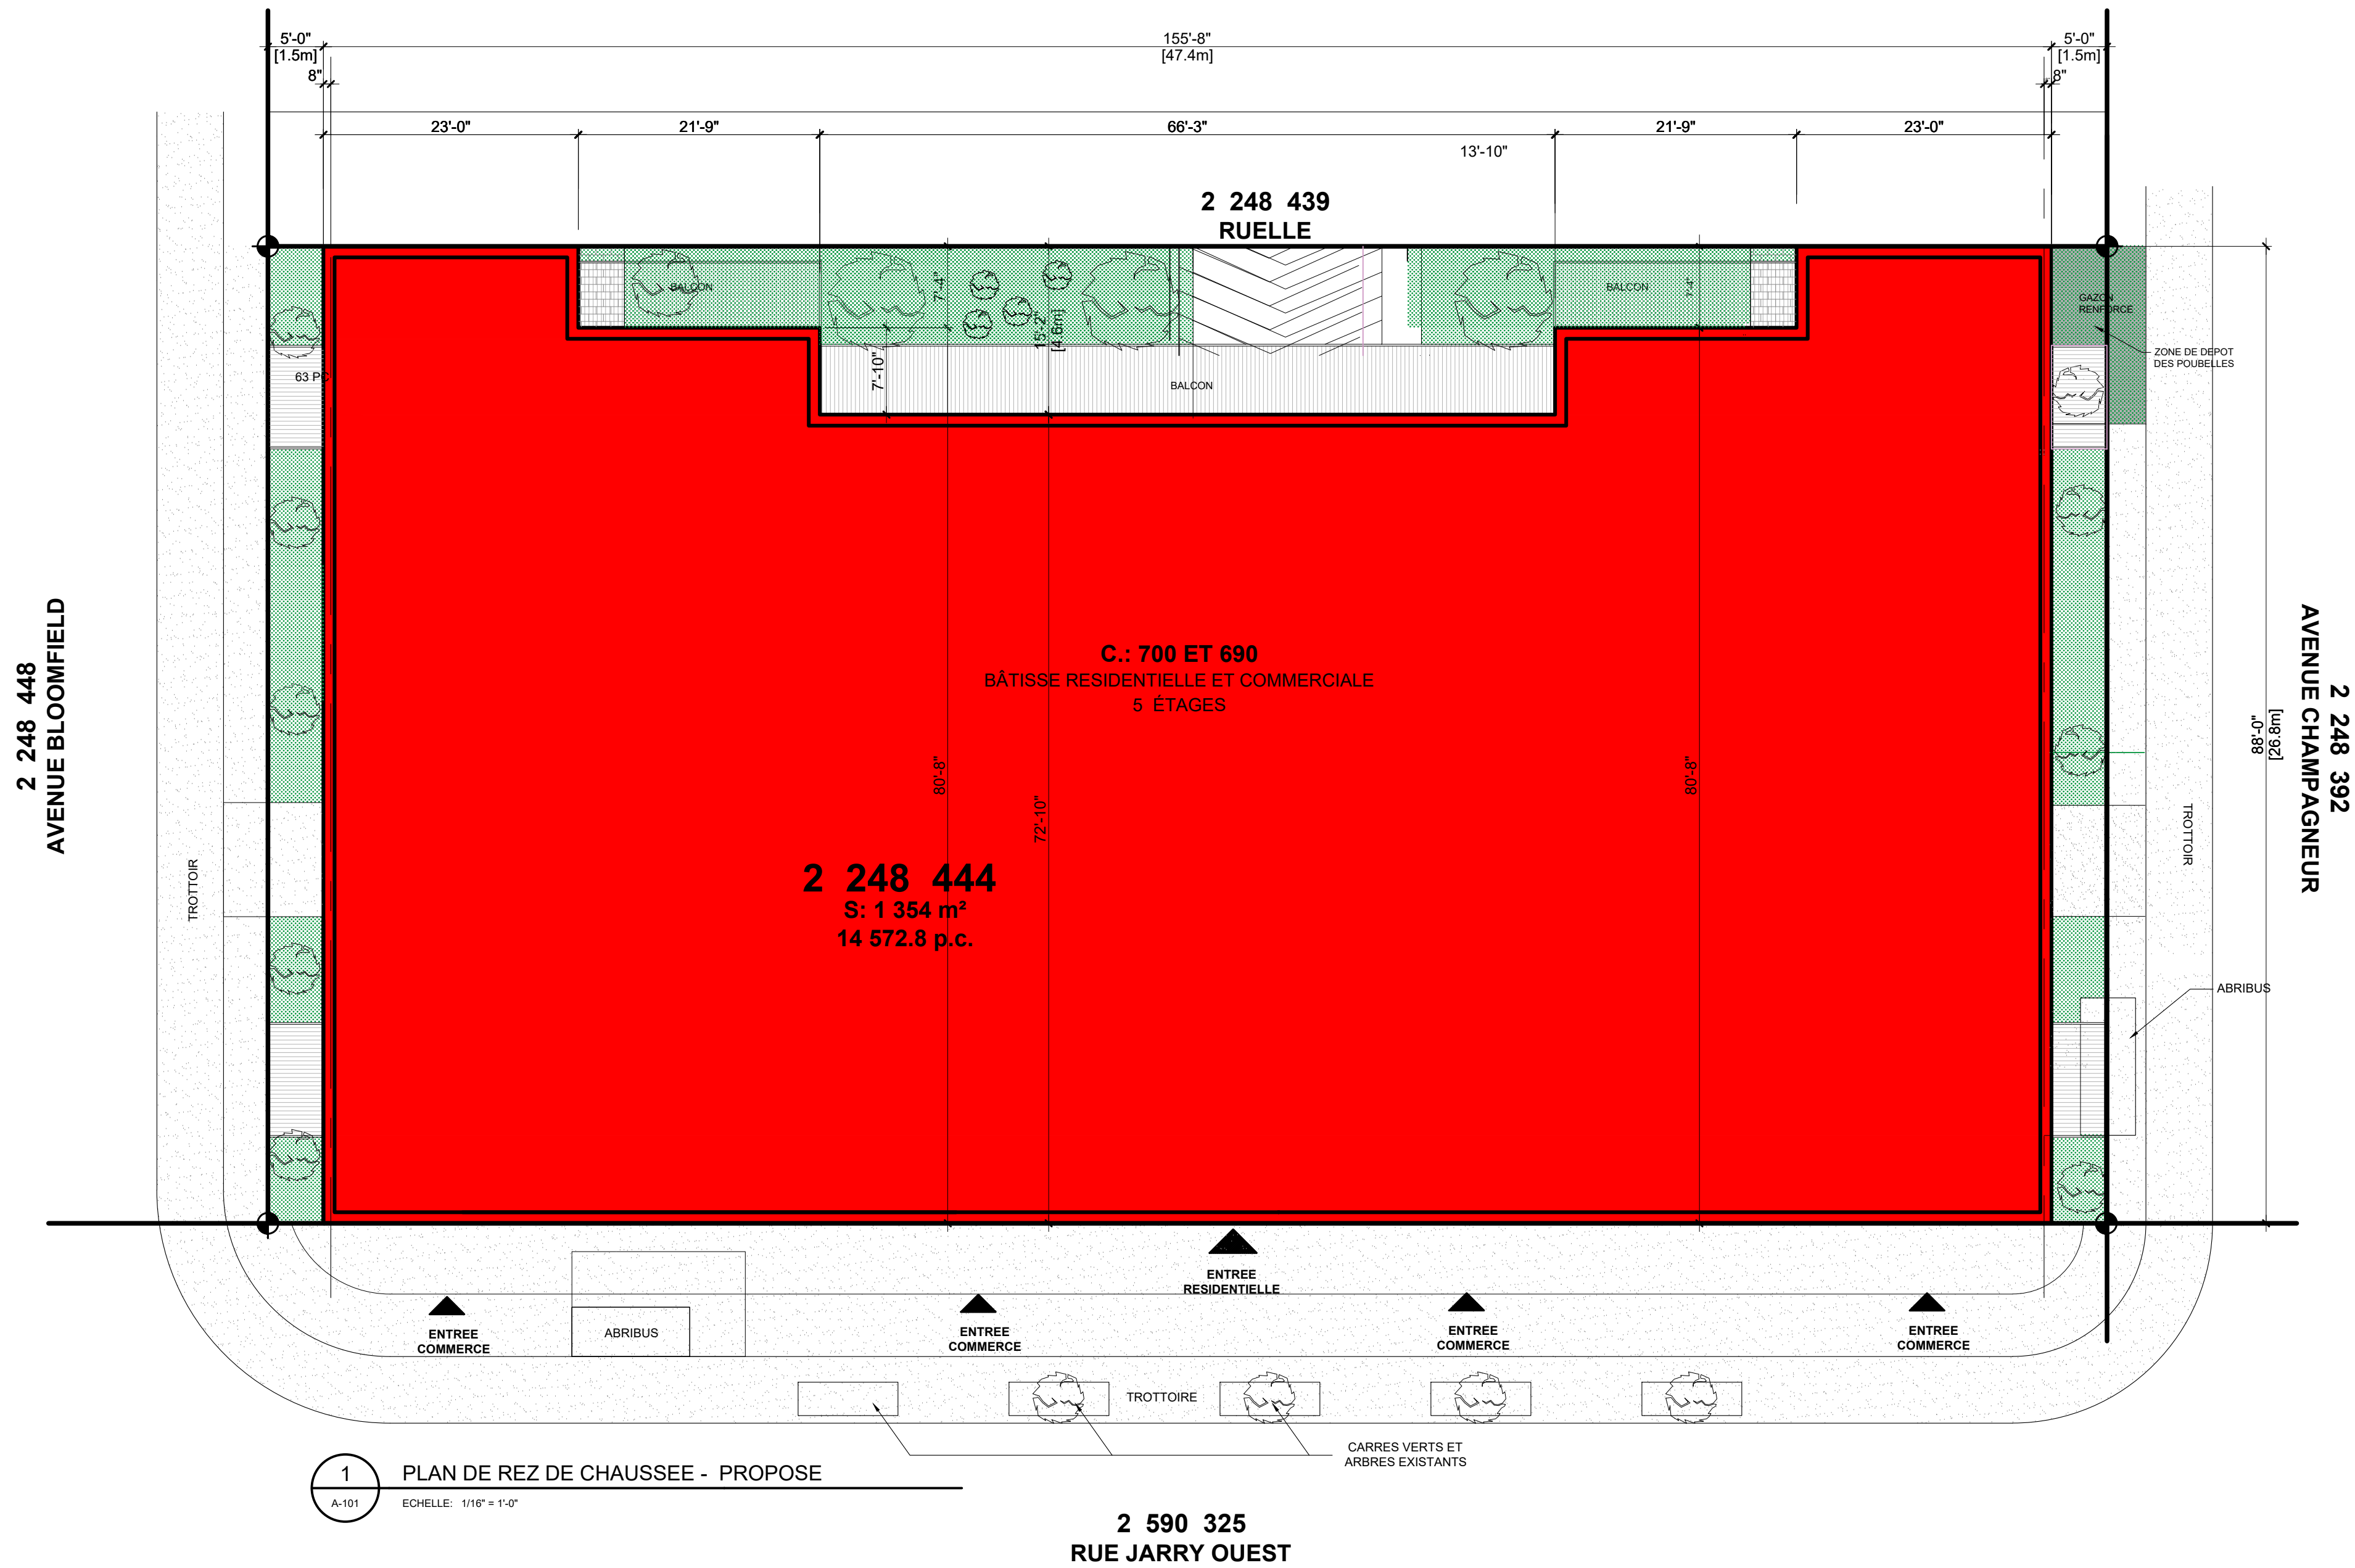 5'-0"
[1.5m]
155'-8"
[47.4m]
5'-0"
[1.5m]
8"
8"
23'-0"
21'-9"
66'-3"
21'-9"
23'-0"
13'-10"
2 248 439
RUELLE
BALCON
7'-4"
15'-2"
[4.6m]
7'-10"
BALCON
BALCON
7'-4"
GAZON
RENFORCE
ZONE DE DEPOT
DES POUBELLES
63 PC
C.: 700 ET 690
BÂTISSE RESIDENTIELLE ET COMMERCIALE
5 ÉTAGES
2 248 448
AVENUE BLOOMFIELD
2 248 392
AVENUE CHAMPAGNEUR
88'-0"
[26.8m]
80'-8"
72'-10"
80'-8"
TROTTOIR
TROTTOIR
2 248 444
S: 1 354 m²
14 572.8 p.c.
ABRIBUS
ENTREE
RESIDENTIELLE
ENTREE
COMMERCE
ABRIBUS
ENTREE
COMMERCE
ENTREE
COMMERCE
ENTREE
COMMERCE
TROTTOIRE
CARRES VERTS ET
ARBRES EXISTANTS
1
A-101
PLAN DE REZ DE CHAUSSEE - PROPOSE
ECHELLE: 1/16" = 1'-0"
2 590 325
RUE JARRY OUEST